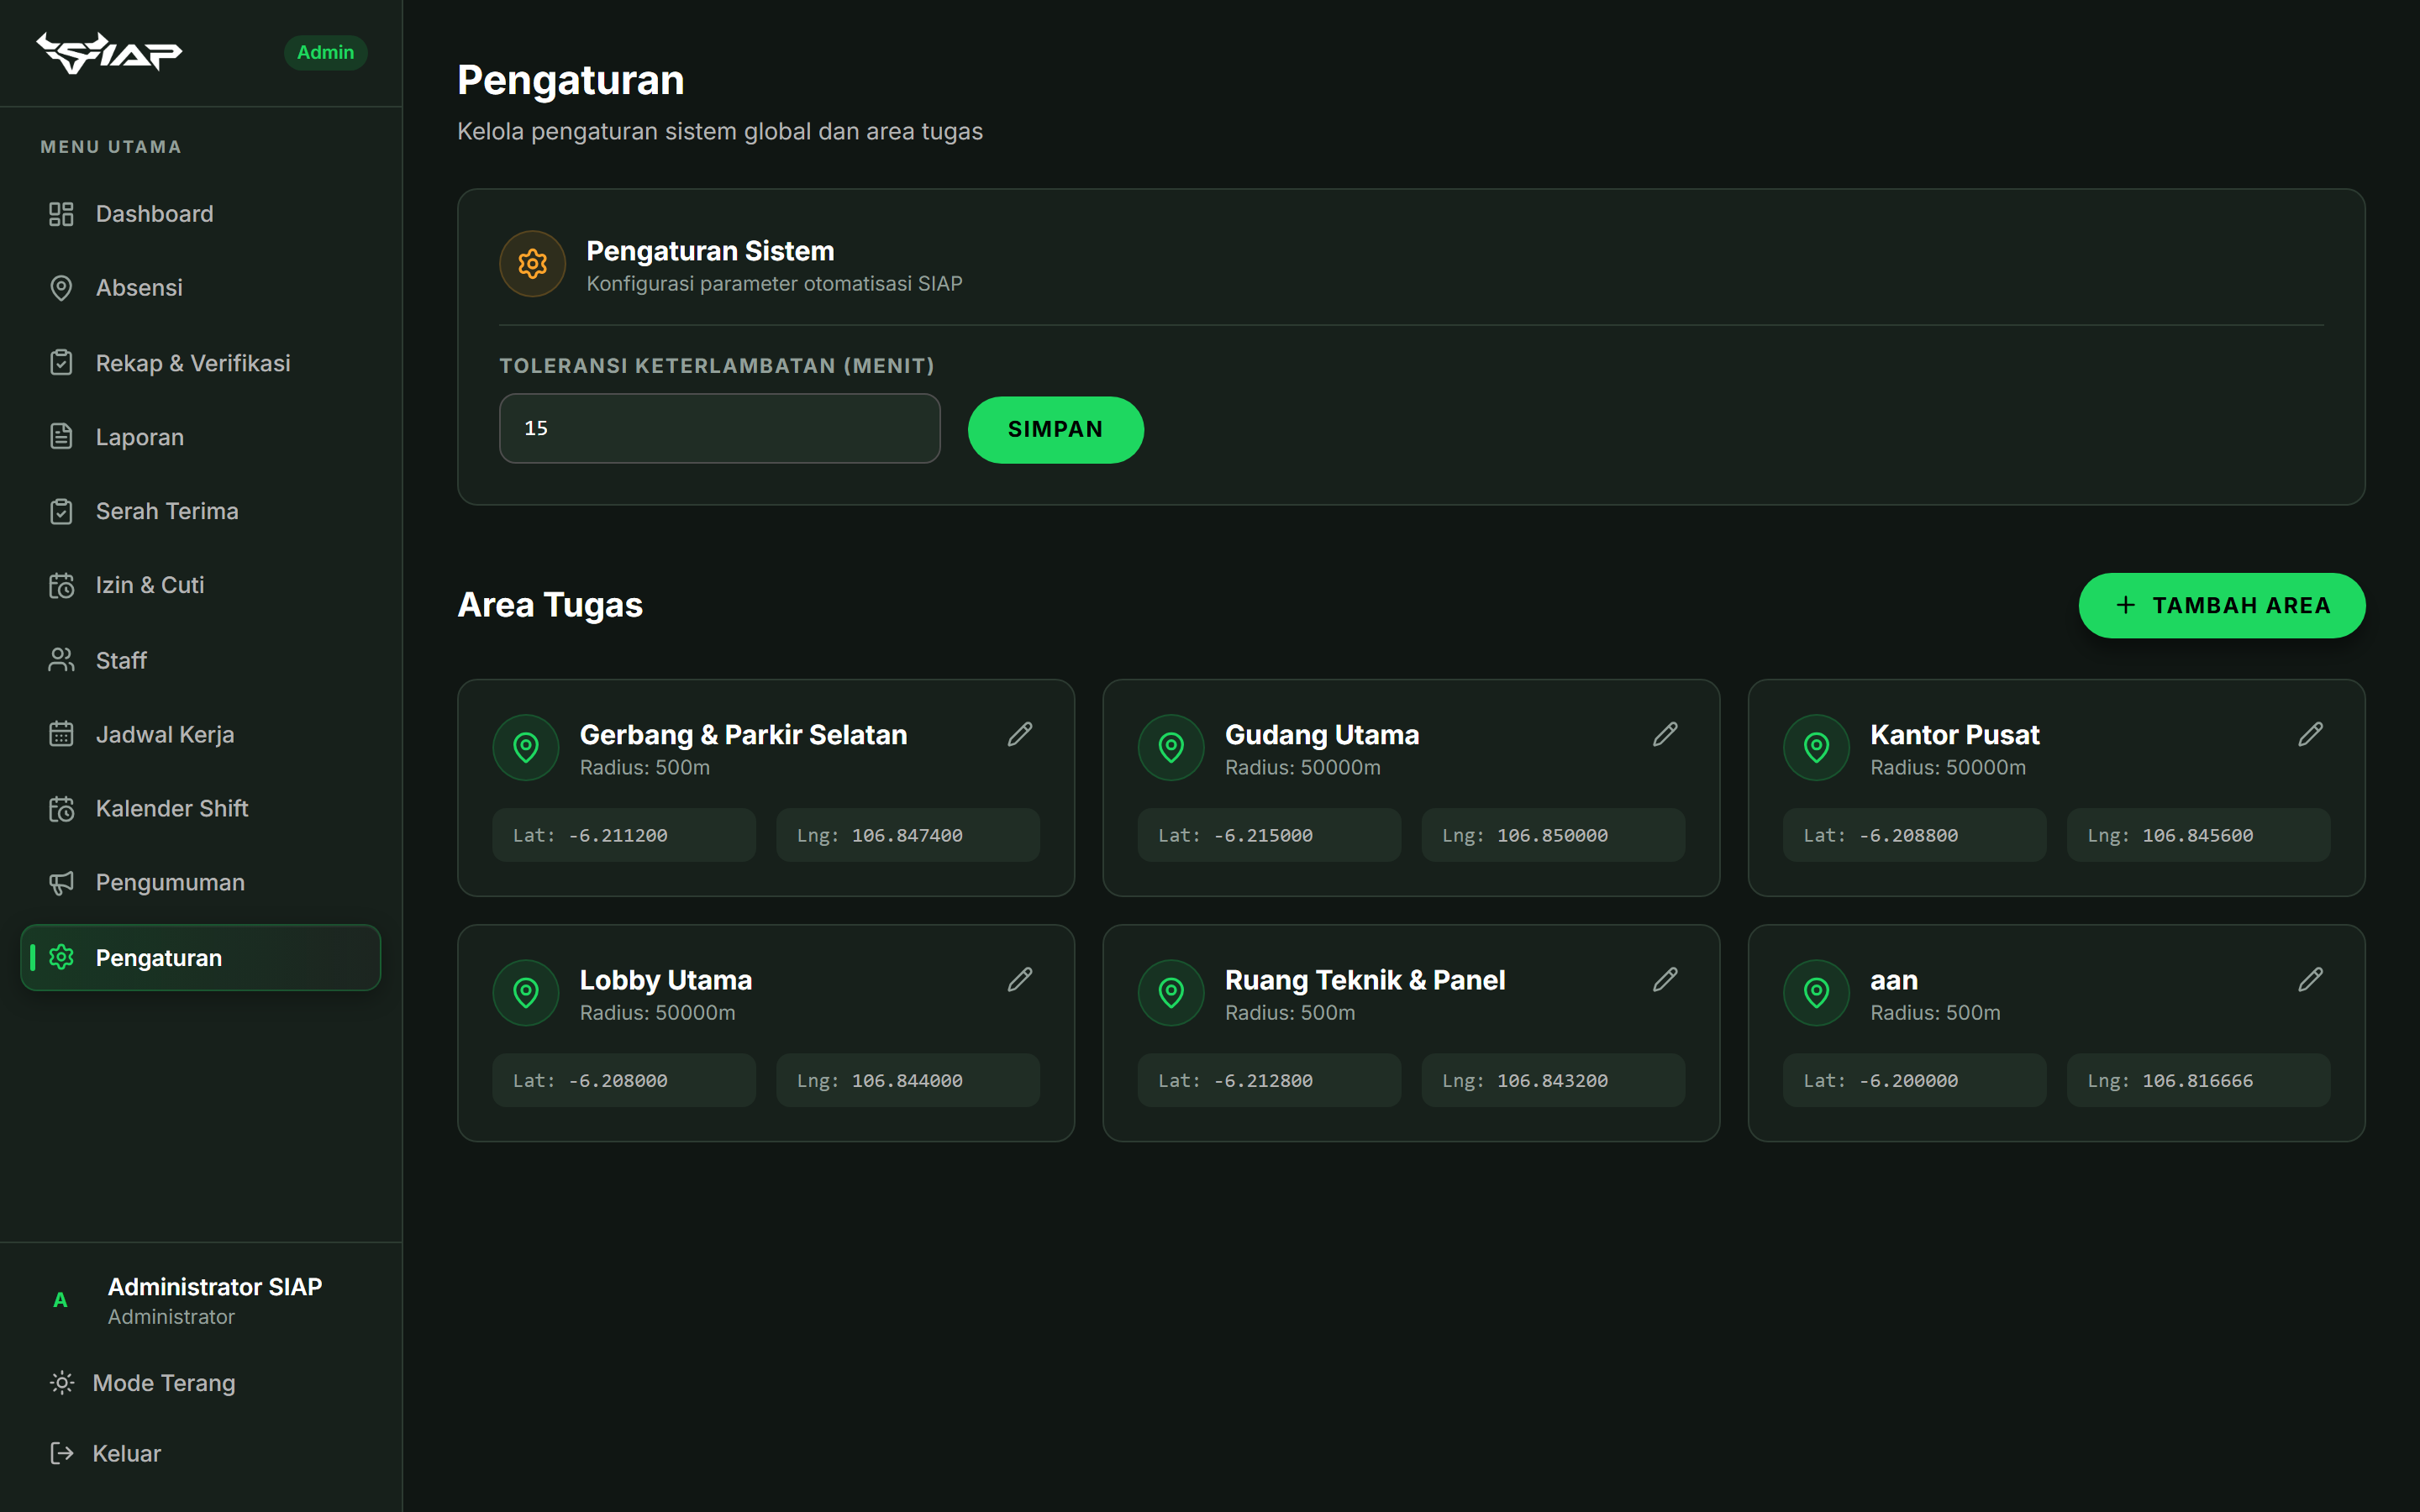 SIAP
Admin
MENU UTAMA
Dashboard
Absensi
Rekap & Verifikasi
Laporan
Serah Terima
Izin & Cuti
Staff
Jadwal Kerja
Kalender Shift
Pengumuman
Pengaturan
A
Administrator SIAP
Administrator
Mode Terang
Keluar
Pengaturan
Kelola pengaturan sistem global dan area tugas
Pengaturan Sistem
Konfigurasi parameter otomatisasi SIAP
TOLERANSI KETERLAMBATAN (MENIT)
15
SIMPAN
Area Tugas
+ TAMBAH AREA
Gerbang & Parkir Selatan
Radius: 500m
Lat: -6.211200
Lng: 106.847400
Gudang Utama
Radius: 50000m
Lat: -6.215000
Lng: 106.850000
Kantor Pusat
Radius: 50000m
Lat: -6.208800
Lng: 106.845600
Lobby Utama
Radius: 50000m
Lat: -6.208000
Lng: 106.844000
Ruang Teknik & Panel
Radius: 500m
Lat: -6.212800
Lng: 106.843200
aan
Radius: 500m
Lat: -6.200000
Lng: 106.816666